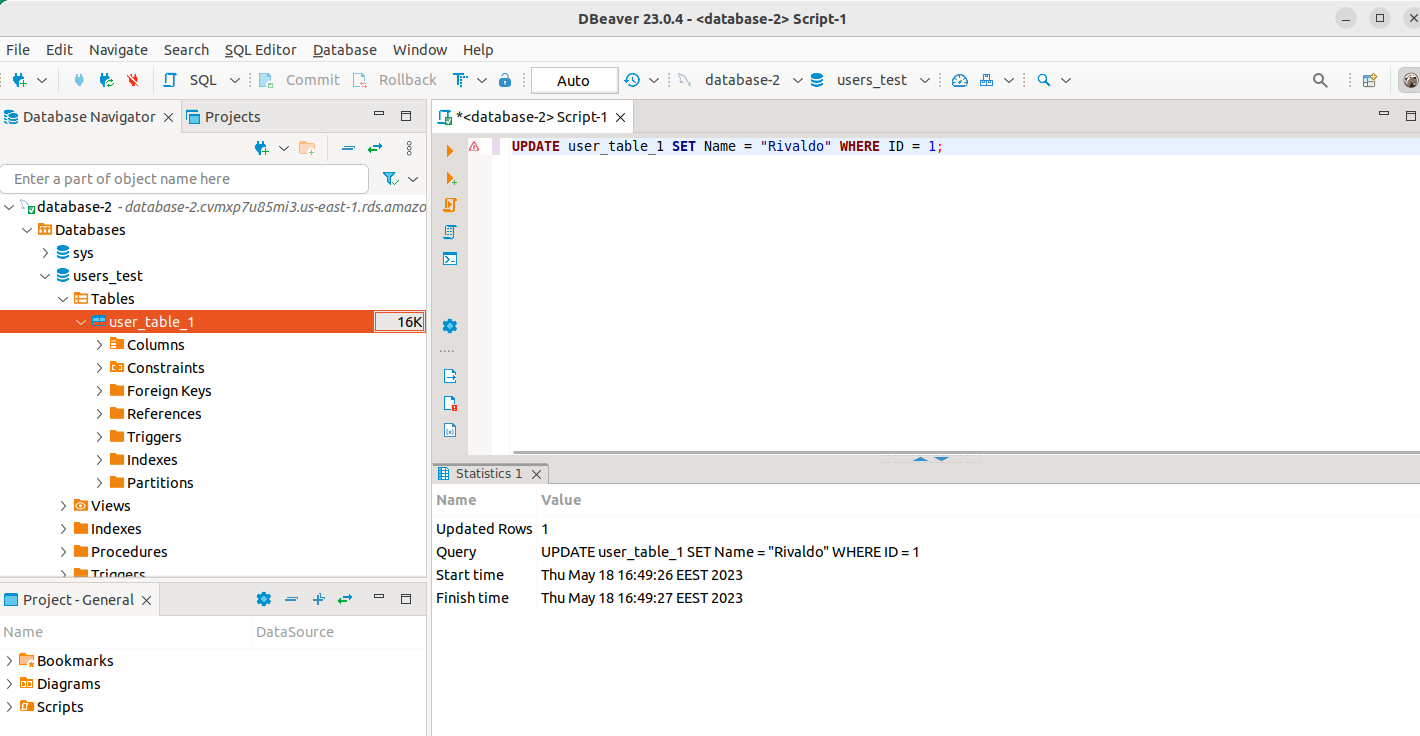 DBeaver 23.0.4 - <database-2> Script-1
File Edit Navigate Search SQL Editor Database Window Help
SQL Commit Rollback Auto database-2 users_test
Database Navigator Projects
*<database-2> Script-1
UPDATE user_table_1 SET Name = "Rivaldo" WHERE ID = 1;
Enter a part of object name here
database-2 - database-2.cvmxp7u85mi3.us-east-1.rds.amazo
Databases
sys
users_test
Tables
user_table_1 16K
Columns
Constraints
Foreign Keys
References
Triggers
Indexes
Partitions
Views
Indexes
Procedures
Triggers
Statistics 1
Name Value
Updated Rows 1
Query UPDATE user_table_1 SET Name = "Rivaldo" WHERE ID = 1
Start time Thu May 18 16:49:26 EEST 2023
Finish time Thu May 18 16:49:27 EEST 2023
Project - General
Name DataSource
Bookmarks
Diagrams
Scripts